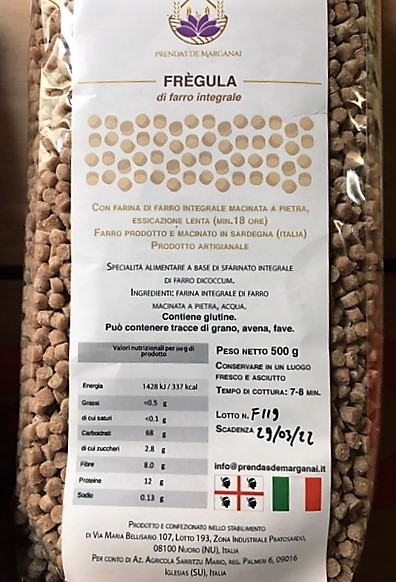 PRENDAS DE MARGANAI
FRÈGULA
di farro integrale
CON FARINA DI FARRO INTEGRALE MACINATA A PIETRA,
ESSICAZIONE LENTA (MIN.18 ORE)
FARRO PRODOTTO E MACINATO IN SARDEGNA (ITALIA)
PRODOTTO ARTIGIANALE
SPECIALITÀ ALIMENTARE A BASE DI SFARINATO INTEGRALE
DI FARRO DICOCCUM.
INGREDIENTI: FARINA INTEGRALE DI FARRO
MACINATA A PIETRA, ACQUA.
Contiene glutine.
Può contenere tracce di grano, avena, fave.
Valori nutrizionali per 100 g di
prodotto
Energia 1428 kJ / 337 kcal
Grassi <0.5 g
di cui saturi <0.1 g
Carboidrati 68 g
di cui zuccheri 2.8 g
Fibre 8.0 g
Proteine 12 g
Sodio 0.13 g
PESO NETTO 500 g
CONSERVARE IN UN LUOGO
FRESCO E ASCIUTTO
TEMPO DI COTTURA: 7-8 MIN.
LOTTO N. F119
SCADENZA 29/03/22
info@prendasdemarganai.it
PRODOTTO E CONFEZIONATO NELLO STABILIMENTO
DI VIA MARIA BELLISARIO 107, LOTTO 193, ZONA INDUSTRIALE PRATOSARDO,
08100 NUORO (NU), ITALIA
PER CONTO DI AZ. AGRICOLA SARRITZU MARIO, REG. PALMERI 6, 09016
IGLESIAS (SU), ITALIA